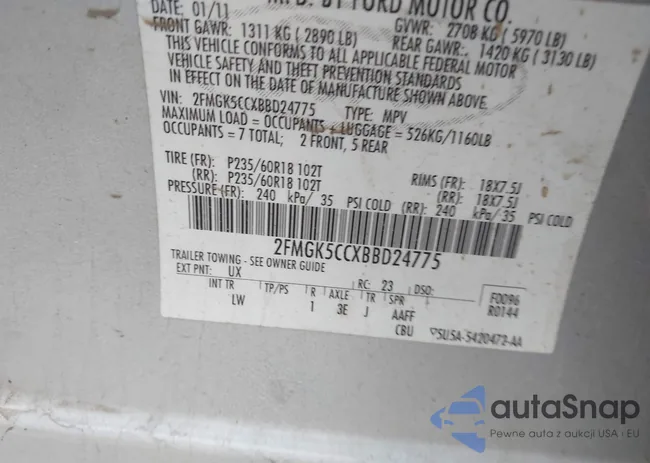 DATE: 01/11
MFD. BY FORD MOTOR CO.
FRONT GAWR: 1311 KG ( 2890 LB)
GVWR: 2708 KG ( 5970 LB)
REAR GAWR: 1420 KG ( 3130 LB)
THIS VEHICLE CONFORMS TO ALL APPLICABLE FEDERAL MOTOR
VEHICLE SAFETY AND THEFT PREVENTION STANDARDS
IN EFFECT ON THE DATE OF MANUFACTURE SHOWN ABOVE.
VIN: 2FMGK5CCXBBD24775 TYPE: MPV
MAXIMUM LOAD = OCCUPANTS + LUGGAGE = 526KG/1160LB
OCCUPANTS = 7 TOTAL; 2 FRONT, 5 REAR
TIRE (FR): P235/60R18 102T RIMS (FR): 18X7.5J
(RR): P235/60R18 102T (RR): 18X7.5J
PRESSURE (FR): 240 kPa/ 35 PSI COLD (RR): 240 kPa/ 35 PSI COLD
2FMGK5CCXBBD24775
TRAILER TOWING - SEE OWNER GUIDE
EXT PNT: UX RC: 23 DSO:
INT TR TP/PS R AXLE TR SPR
LW 1 3E J AAFF
CBU
F0096
R0144
5U5A-5420472-AA
autaSnap
Pewne auta z aukcji USA i EU